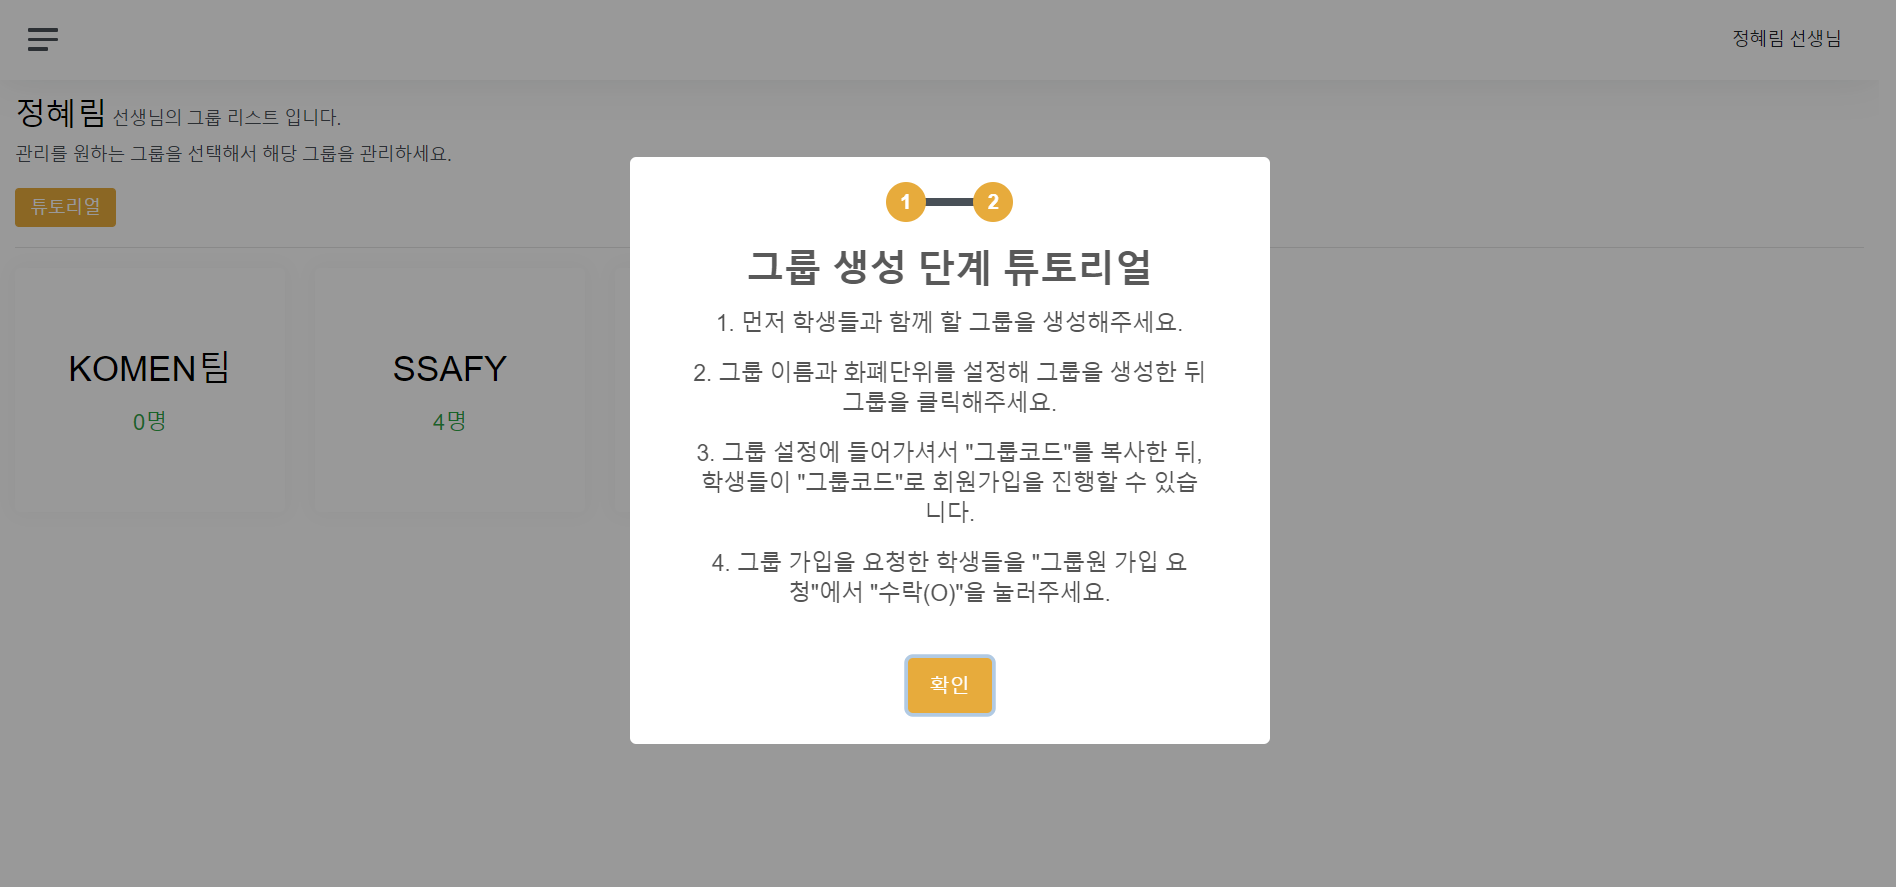 정혜림 선생님
정혜림 선생님의 그룹 리스트 입니다.
관리를 원하는 그룹을 선택해서 해당 그룹을 관리하세요.
튜토리얼
KOMEN팀
0명
SSAFY
4명
1
2
그룹 생성 단계 튜토리얼
1. 먼저 학생들과 함께 할 그룹을 생성해주세요.
2. 그룹 이름과 화폐단위를 설정해 그룹을 생성한 뒤
그룹을 클릭해주세요.
3. 그룹 설정에 들어가셔서 "그룹코드"를 복사한 뒤,
학생들이 "그룹코드"로 회원가입을 진행할 수 있습
니다.
4. 그룹 가입을 요청한 학생들을 "그룹원 가입 요
청"에서 "수락(O)"을 눌러주세요.
확인